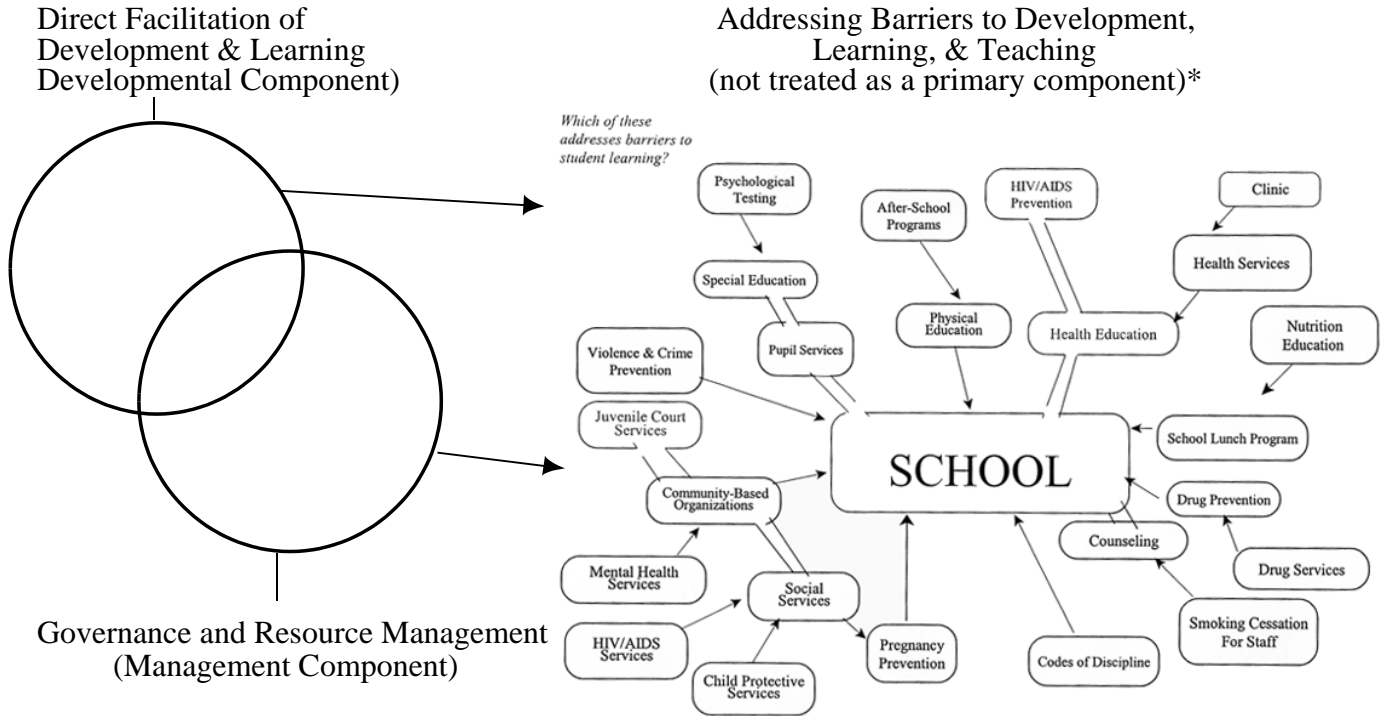 Direct Facilitation of
Development & Learning
Developmental Component)
Addressing Barriers to Development,
Learning, & Teaching
(not treated as a primary component)*
Which of these
addresses barriers to
student learning?
Psychological
Testing
After-School
Programs
HIV/AIDS
Prevention
Clinic
Health Services
Special Education
Physical
Education
Health Education
Nutrition
Education
Pupil Services
Violence & Crime
Prevention
Juvenile Court
Services
SCHOOL
School Lunch Program
Community-Based
Organizations
Drug Prevention
Counseling
Drug Services
Mental Health
Services
Social
Services
Smoking Cessation
For Staff
HIV/AIDS
Services
Pregnancy
Prevention
Codes of Discipline
Child Protective
Services
Governance and Resource Management
(Management Component)